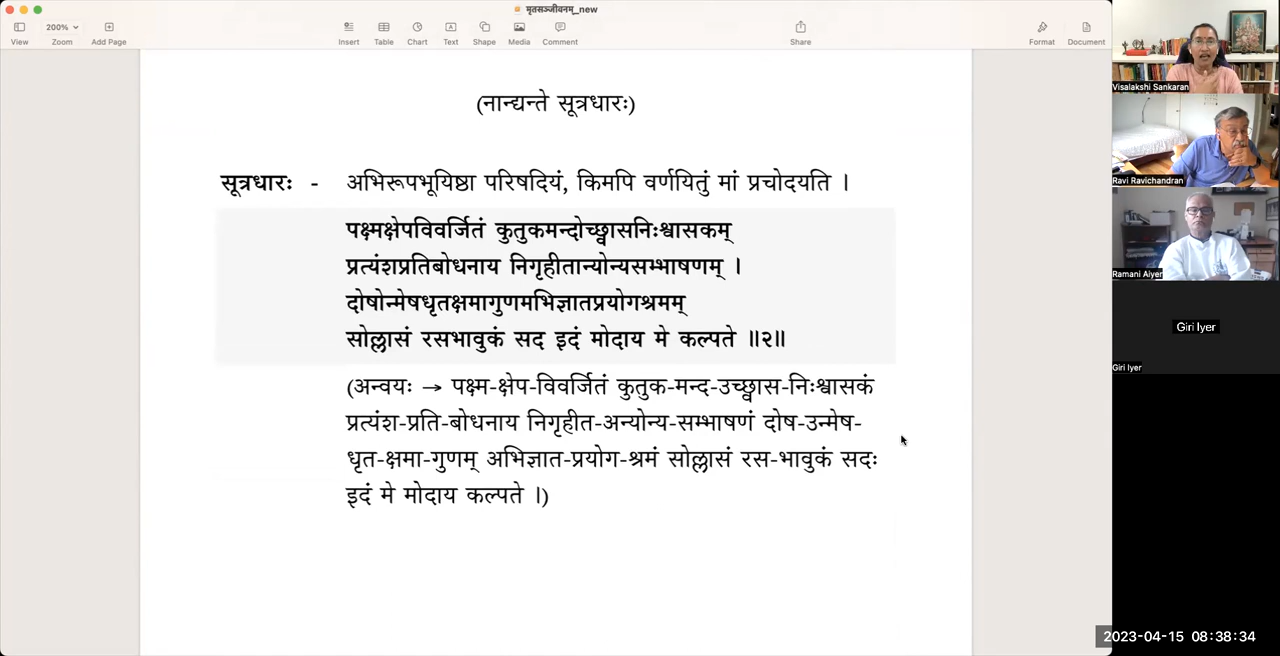 मृतसञ्जीवनम्_new
200%
View
Zoom
Add Page
Insert
Table
Chart
Text
Shape
Media
Comment
Share
Format
Document
(नान्द्यन्ते सूत्रधारः)
सूत्रधारः - अभिरूपभूयिष्ठा परिषदियं, किमपि वर्णयितुं मां प्रचोदयति ।
पक्ष्मक्षेपविवर्जितं कुतुकमन्दोच्छ्वासनिःश्वासकम्
प्रत्यंशप्रतिबोधनाय निगृहीतान्योन्यसम्भाषणम् ।
दोषोन्मेषधृतक्षमागुणमभिज्ञातप्रयोगश्रमम्
सोल्लासं रसभावुकं सद इदं मोदाय मे कल्पते ॥२॥
(अन्वयः → पक्ष्म-क्षेप-विवर्जितं कुतुक-मन्द-उच्छ्वास-निःश्वासकं
प्रत्यंश-प्रति-बोधनाय निगृहीत-अन्योन्य-सम्भाषणं दोष-उन्मेष-
धृत-क्षमा-गुणम् अभिज्ञात-प्रयोग-श्रमं सोल्लासं रस-भावुकं सदः
इदं मे मोदाय कल्पते ।)
Visalakshi Sankaran
Ravi Ravichandran
Ramani Aiyer
Giri Iyer
Giri Iyer
2023-04-15 08:38:34